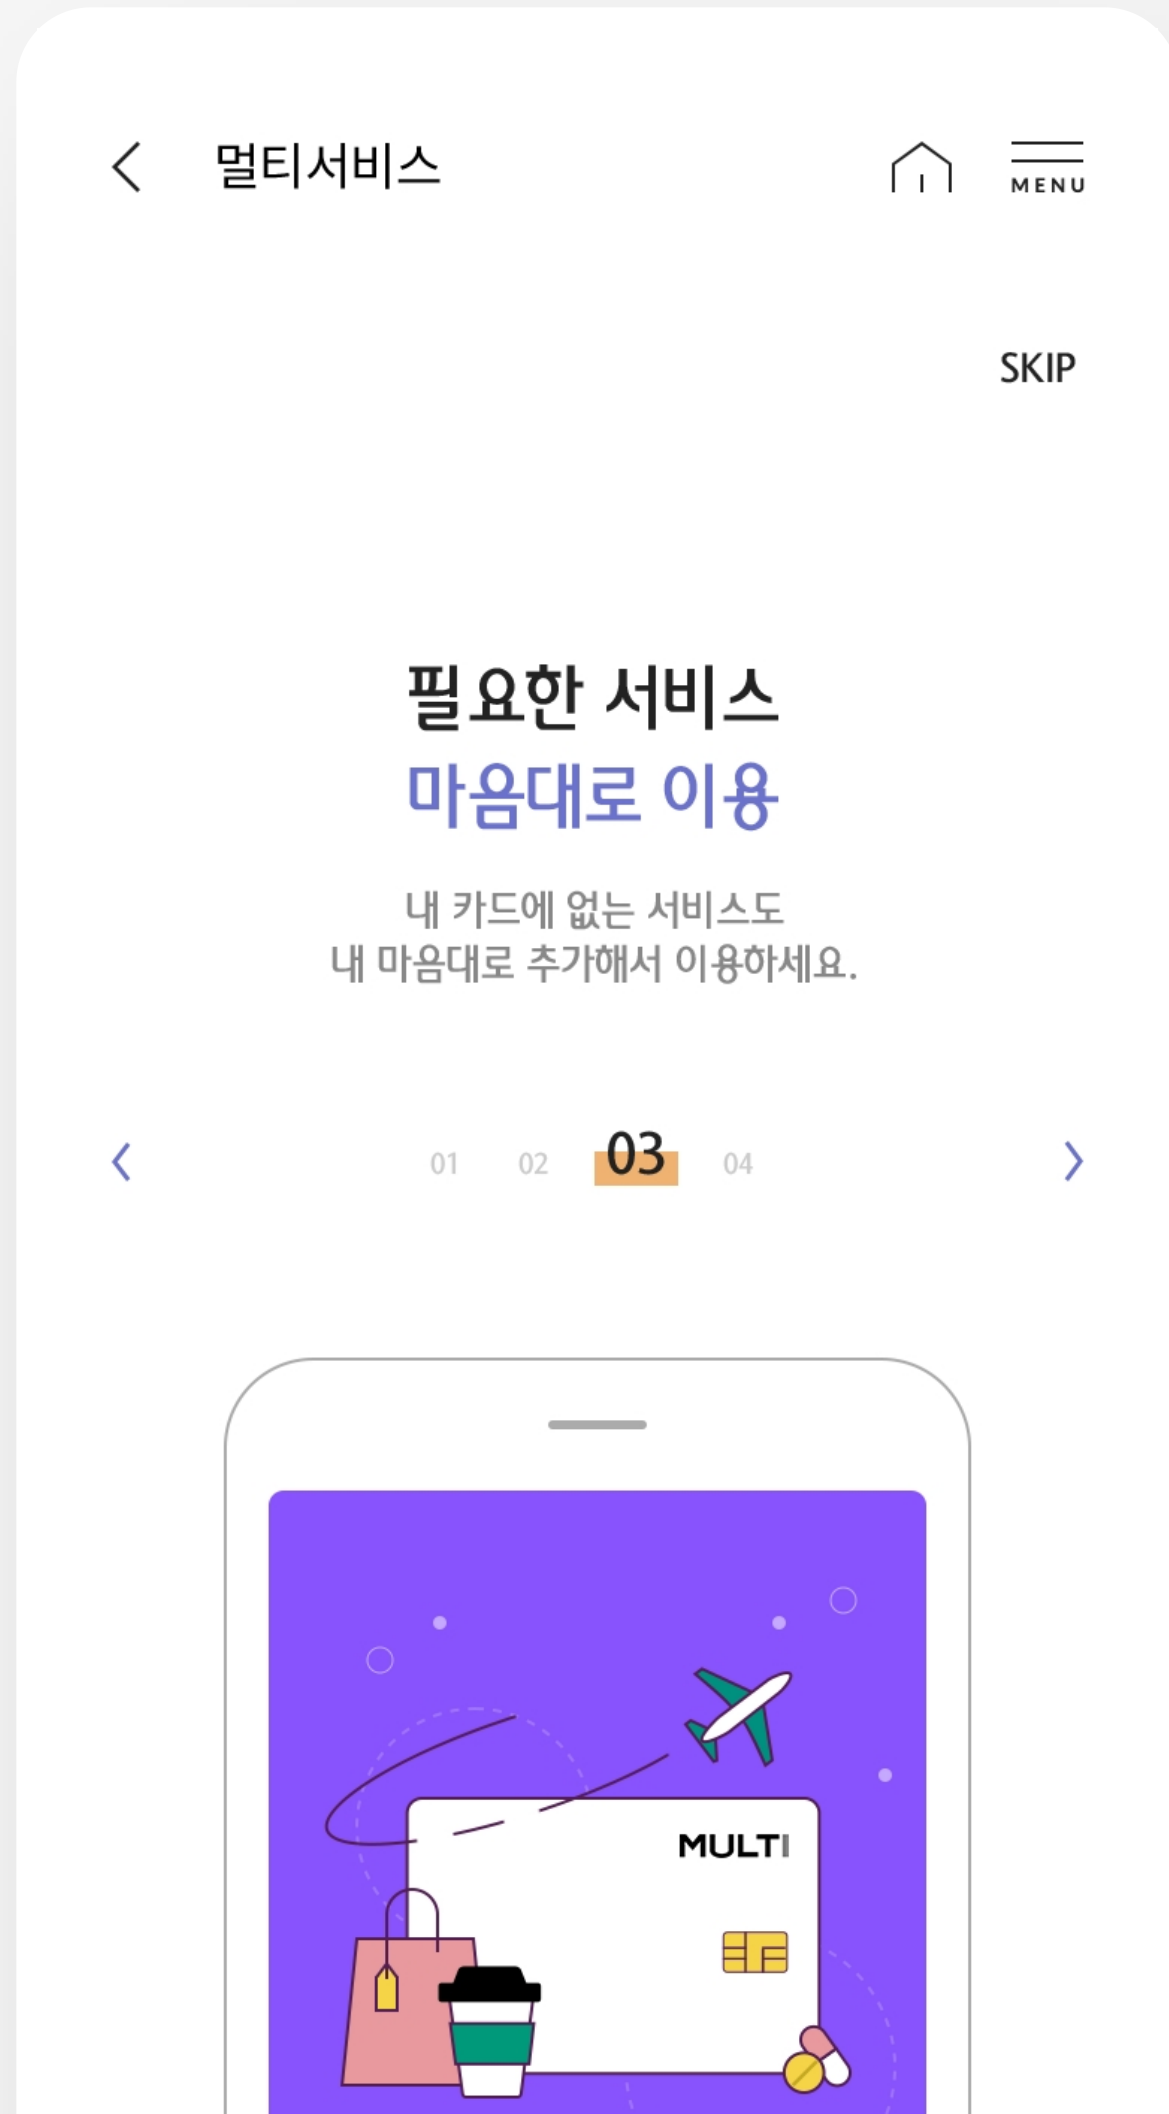 멀티서비스
MENU
SKIP
필요한 서비스
마음대로 이용
내 카드에 없는 서비스도
내 마음대로 추가해서 이용하세요.
01 02 03 04
MULTI